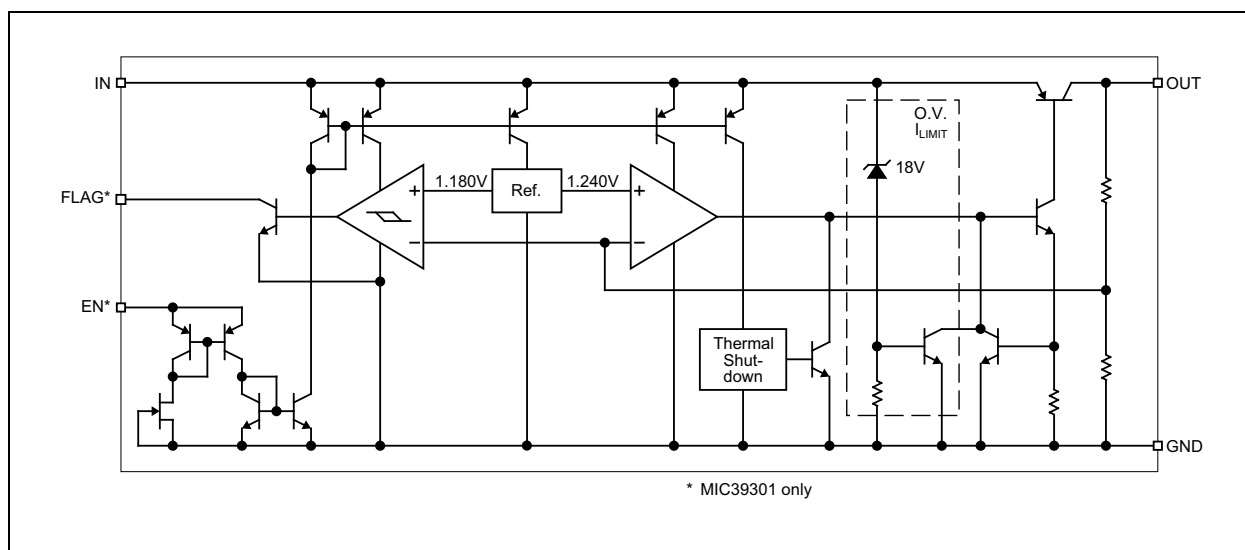 IN
OUT
O.V.
ILIMIT
18V
FLAG*
1.180V
Ref.
1.240V
+
+
−
−
EN*
Thermal
Shut-
down
GND
* MIC39301 only